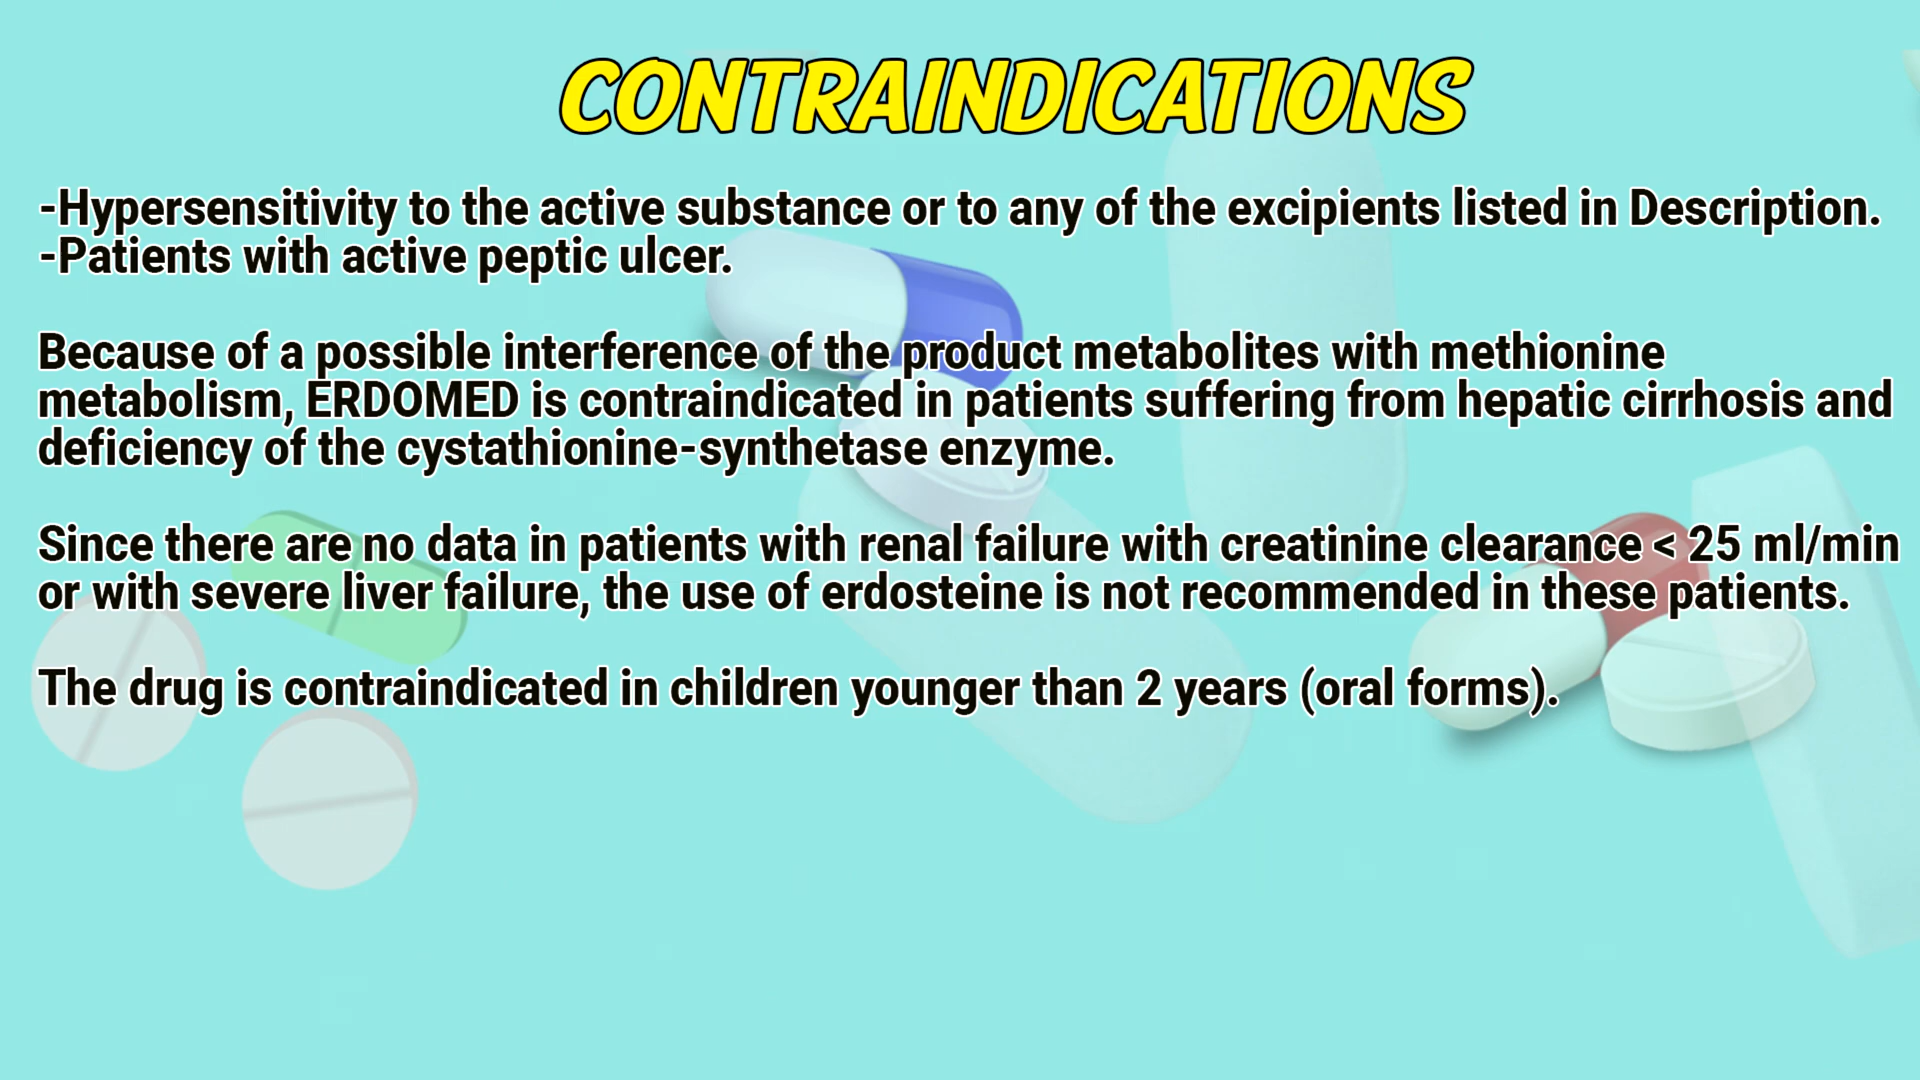 CONTRAINDICATIONS
-Hypersensitivity to the active substance or to any of the excipients listed in Description.
-Patients with active peptic ulcer.
Because of a possible interference of the product metabolites with methionine
metabolism, ERDOMED is contraindicated in patients suffering from hepatic cirrhosis and
deficiency of the cystathionine-synthetase enzyme.
Since there are no data in patients with renal failure with creatinine clearance < 25 ml/min
or with severe liver failure, the use of erdosteine is not recommended in these patients.
The drug is contraindicated in children younger than 2 years (oral forms).